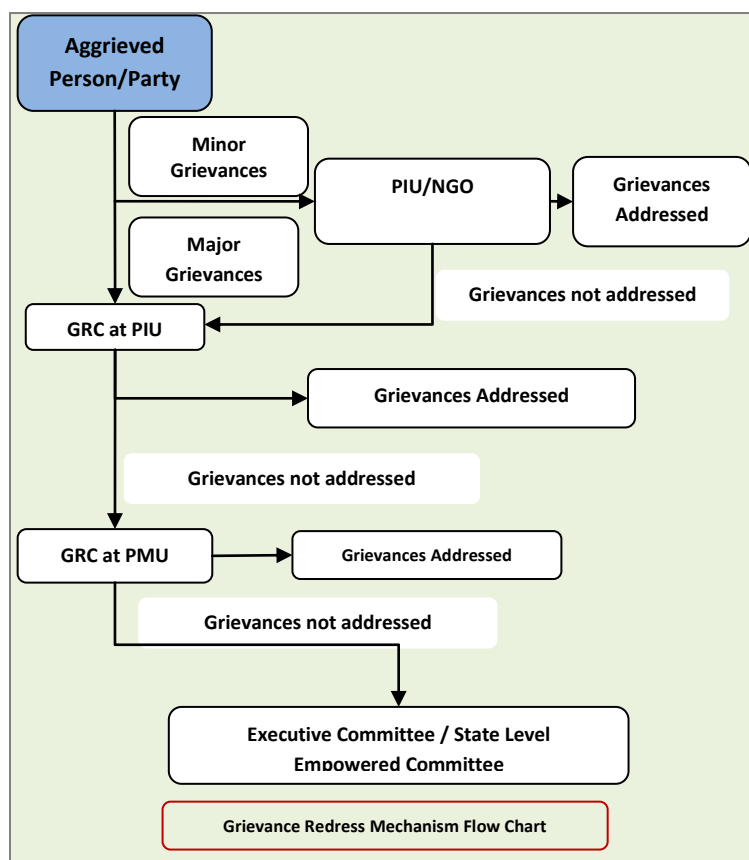 Aggrieved
Person/Party
Minor
Grievances
PIU/NGO
Grievances
Addressed
Major
Grievances
Grievances not addressed
GRC at PIU
Grievances Addressed
Grievances not addressed
GRC at PMU
Grievances Addressed
Grievances not addressed
Executive Committee / State Level
Empowered Committee
Grievance Redress Mechanism Flow Chart